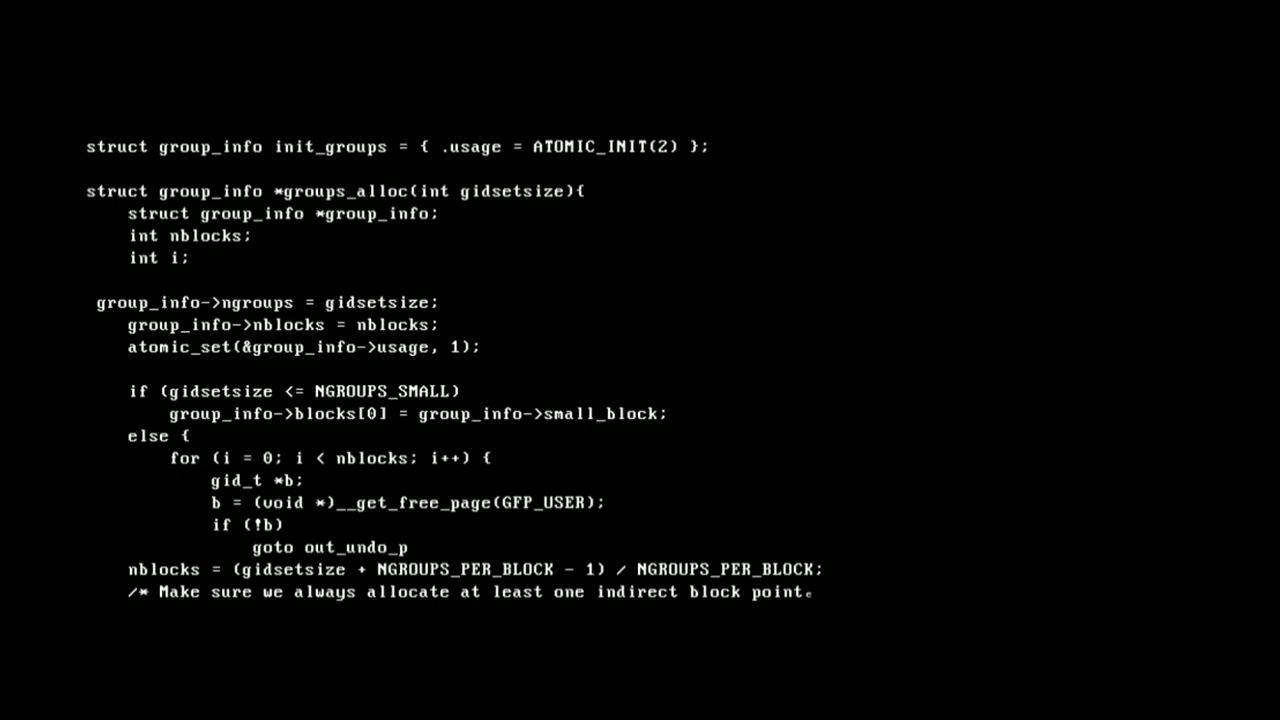 struct group_info init_groups = { .usage = ATOMIC_INIT(2) };
struct group_info *groups_alloc(int gidsetsize){
struct group_info *group_info;
int nblocks;
int i;
group_info->ngroups = gidsetsize;
group_info->nblocks = nblocks;
atomic_set(&group_info->usage, 1);
if (gidsetsize <= NGROUPS_SMALL)
group_info->blocks[0] = group_info->small_block;
else {
for (i = 0; i < nblocks; i++) {
gid_t *b;
b = (void *)__get_free_page(GFP_USER);
if (!b)
goto out_undo_p
nblocks = (gidsetsize + NGROUPS_PER_BLOCK - 1) / NGROUPS_PER_BLOCK;
/* Make sure we always allocate at least one indirect block pointe